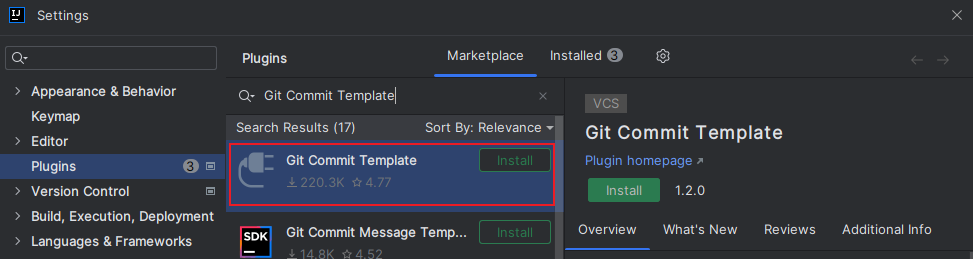 IJ
Settings
Appearance & Behavior
Keymap
Editor
Plugins 3
Version Control
Build, Execution, Deployment
Languages & Frameworks
Plugins
Marketplace
Installed 3
Git Commit Template
Search Results (17) Sort By: Relevance
Git Commit Template Install
220.3K 4.77
SDK Git Commit Message Temp... Install
14.8K 4.52
VCS
Git Commit Template
Plugin homepage ↗
Install 1.2.0
Overview What's New Reviews Additional Info